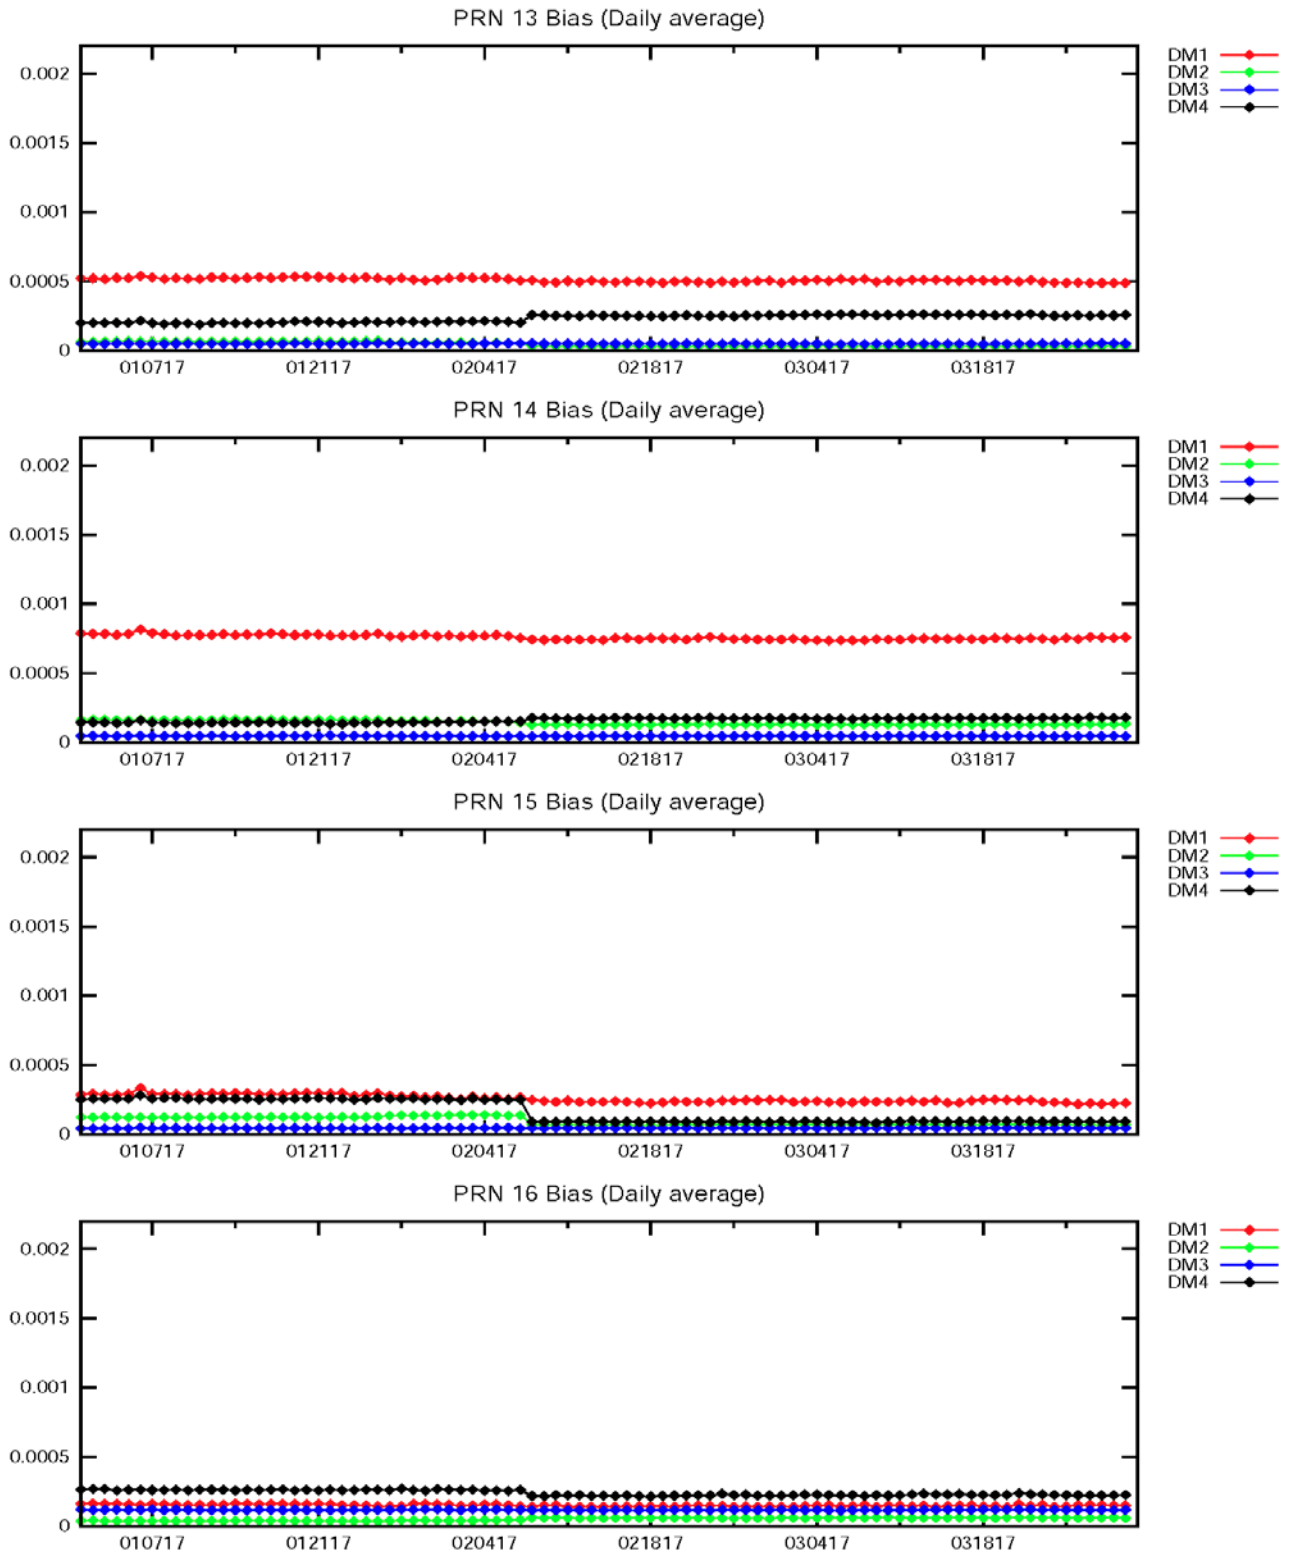 PRN 13 Bias (Daily average)
DM1
DM2
DM3
DM4
0.002
0.0015
0.001
0.0005
0
010717 012117 020417 021817 030417 031817
PRN 14 Bias (Daily average)
DM1
DM2
DM3
DM4
0.002
0.0015
0.001
0.0005
0
010717 012117 020417 021817 030417 031817
PRN 15 Bias (Daily average)
DM1
DM2
DM3
DM4
0.002
0.0015
0.001
0.0005
0
010717 012117 020417 021817 030417 031817
PRN 16 Bias (Daily average)
DM1
DM2
DM3
DM4
0.002
0.0015
0.001
0.0005
0
010717 012117 020417 021817 030417 031817